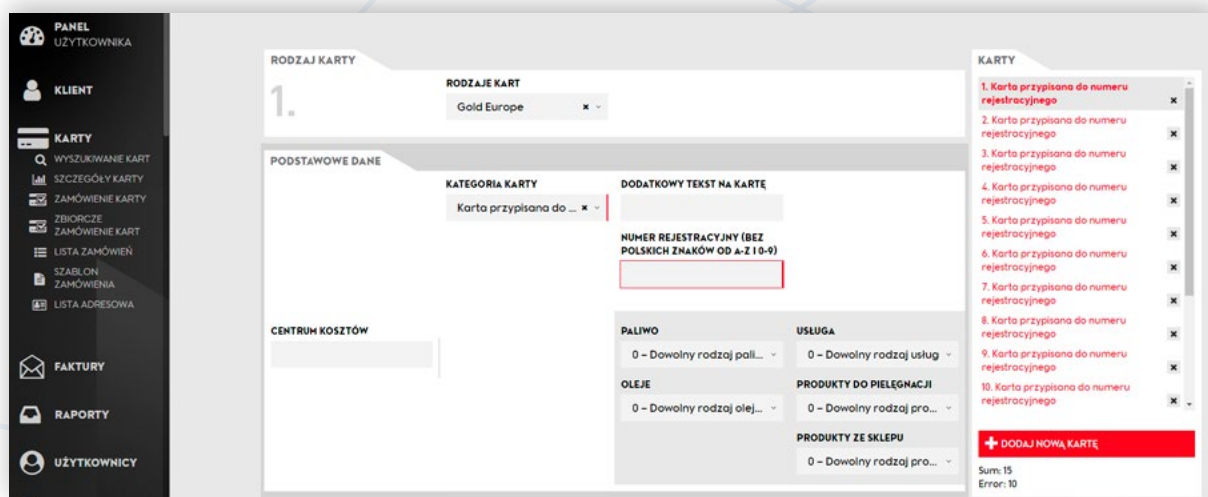 PANEL
UŻYTKOWNIKA
KLIENT
KARTY
WYSZUKIWANIE KART
SZCZEGÓŁY KARTY
ZAMÓWIENIE KARTY
ZBIORCZE
ZAMÓWIENIE KART
LISTA ZAMÓWIEŃ
SZABLON
ZAMÓWIENIA
LISTA ADRESOWA
FAKTURY
RAPORTY
UŻYTKOWNICY
RODZAJ KARTY
1.
RODZAJE KART
Gold Europe
PODSTAWOWE DANE
KATEGORIA KARTY
Karta przypisana do ...
DODATKOWY TEKST NA KARTĘ
NUMER REJESTRACYJNY (BEZ
POLSKICH ZNAKÓW OD A-Z I 0-9)
CENTRUM KOSZTÓW
PALIWO
0 – Dowolny rodzaj pali...
USŁUGA
0 – Dowolny rodzaj usług
OLEJE
0 – Dowolny rodzaj olej...
PRODUKTY DO PIELĘGNACJI
0 – Dowolny rodzaj pro...
PRODUKTY ZE SKLEPU
0 – Dowolny rodzaj pro...
KARTY
1. Karta przypisana do numeru
rejestracyjnego
2. Karta przypisana do numeru
rejestracyjnego
3. Karta przypisana do numeru
rejestracyjnego
4. Karta przypisana do numeru
rejestracyjnego
5. Karta przypisana do numeru
rejestracyjnego
6. Karta przypisana do numeru
rejestracyjnego
7. Karta przypisana do numeru
rejestracyjnego
8. Karta przypisana do numeru
rejestracyjnego
9. Karta przypisana do numeru
rejestracyjnego
10. Karta przypisana do numeru
rejestracyjnego
DODAJ NOWĄ KARTĘ
Sum: 15
Error: 10